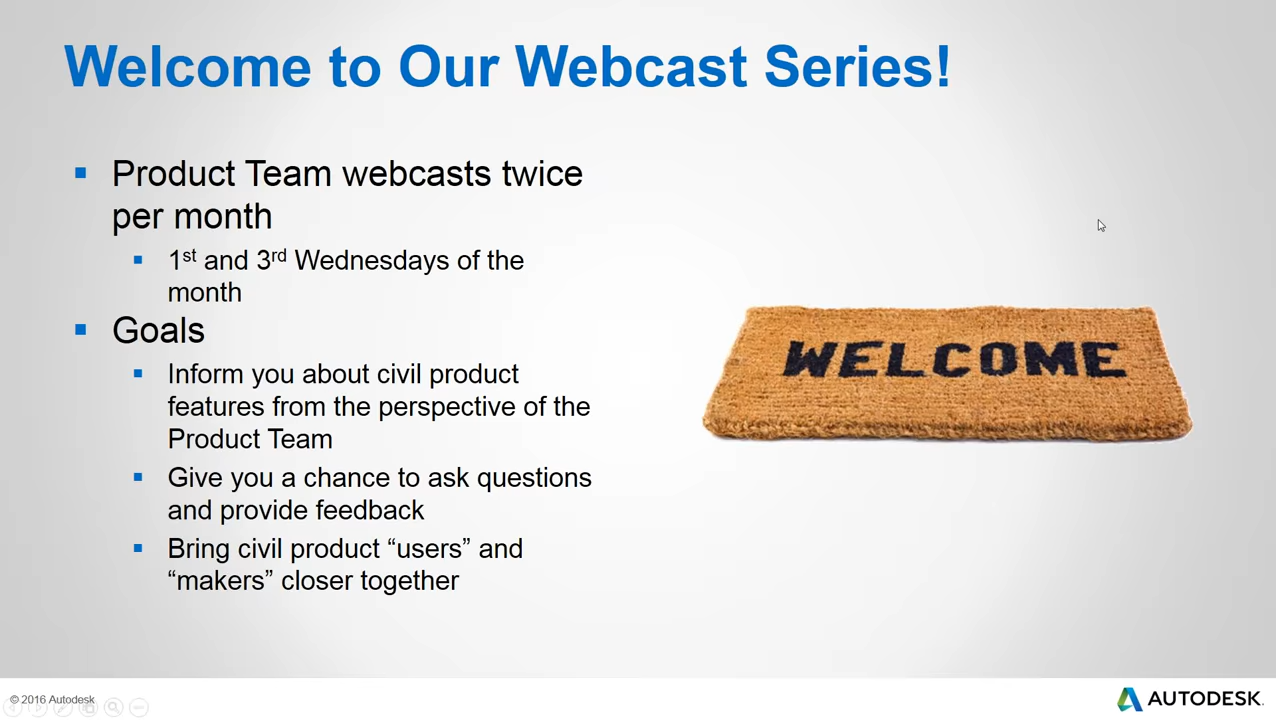 Welcome to Our Webcast Series!
Product Team webcasts twice
per month
1st and 3rd Wednesdays of the
month
Goals
Inform you about civil product
features from the perspective of the
Product Team
Give you a chance to ask questions
and provide feedback
Bring civil product “users” and
“makers” closer together
WELCOME
© 2016 Autodesk
AUTODESK.